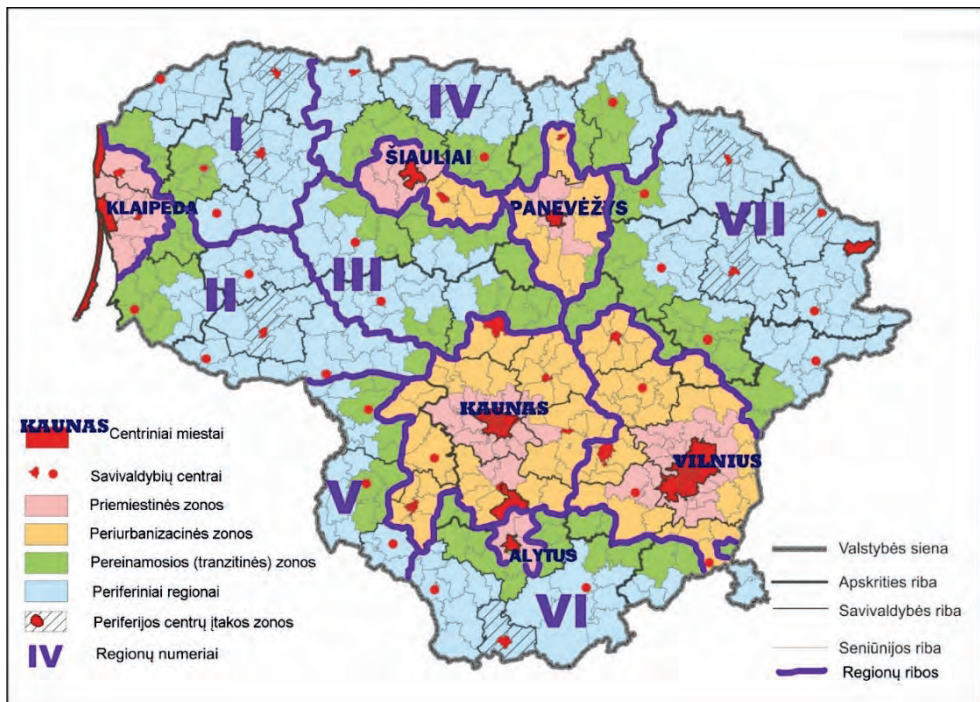 IV
I
ŠIAULIAI
KLAIPĖDA
PANEVĖŽYS
VII
III
II
KAUNAS
VILNIUS
V
ALYTUS
VI
KAUNAS Centriniai miestai
Savivaldybių centrai
Priemiestinės zonos
Periurbanizacinės zonos
Pereinamosios (tranzitinės) zonos
Periferiniai regionai
Periferijos centrų įtakos zonos
IV Regionų numeriai
Valstybės siena
Apskrities riba
Savivaldybės riba
Seniūnijos riba
Regionų ribos